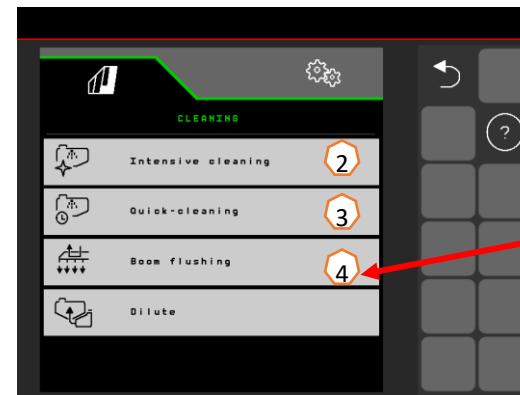 CLEANING
Intensive cleaning 2
Quick-cleaning 3
Boom flushing 4
Dilute
?